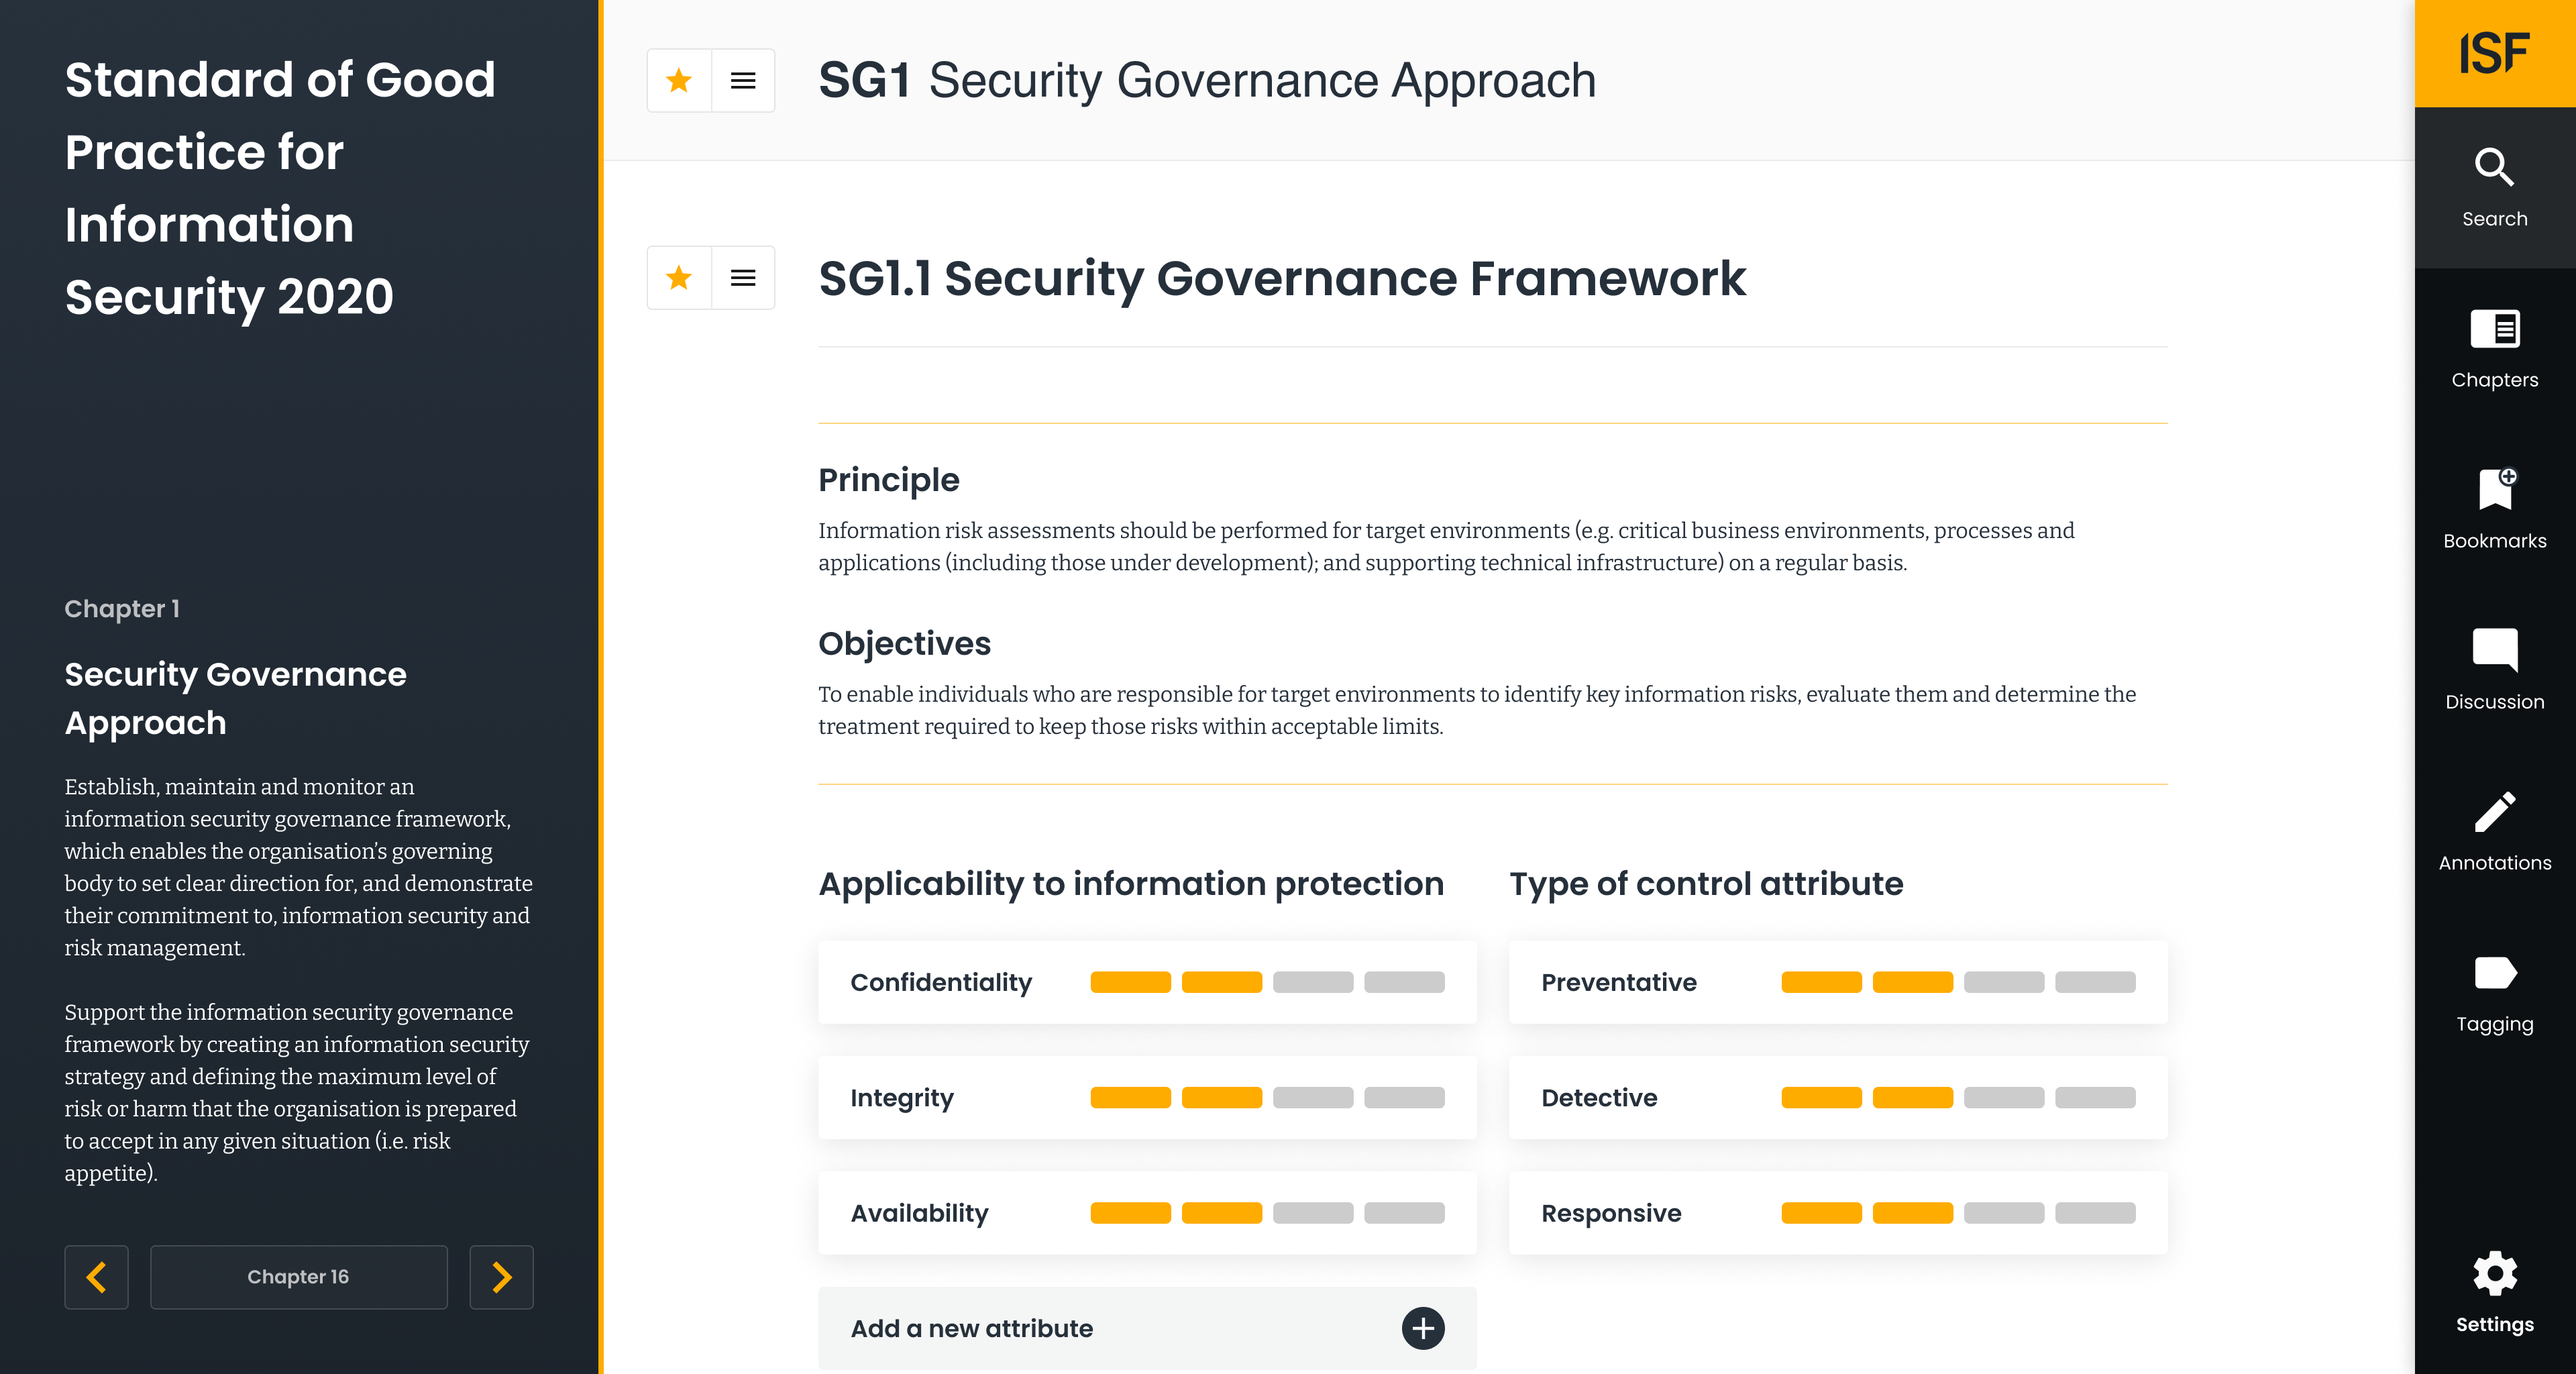 Standard of Good
Practice for
Information
Security 2020
Chapter 1
Security Governance
Approach
Establish, maintain and monitor an
information security governance framework,
which enables the organisation’s governing
body to set clear direction for, and demonstrate
their commitment to, information security and
risk management.
Support the information security governance
framework by creating an information security
strategy and defining the maximum level of
risk or harm that the organisation is prepared
to accept in any given situation (i.e. risk
appetite).
Chapter 16
SG1 Security Governance Approach
SG1.1 Security Governance Framework
Principle
Information risk assessments should be performed for target environments (e.g. critical business environments, processes and
applications (including those under development); and supporting technical infrastructure) on a regular basis.
Objectives
To enable individuals who are responsible for target environments to identify key information risks, evaluate them and determine the
treatment required to keep those risks within acceptable limits.
Applicability to information protection
Confidentiality
Integrity
Availability
Add a new attribute
Type of control attribute
Preventative
Detective
Responsive
ISF
Search
Chapters
Bookmarks
Discussion
Annotations
Tagging
Settings